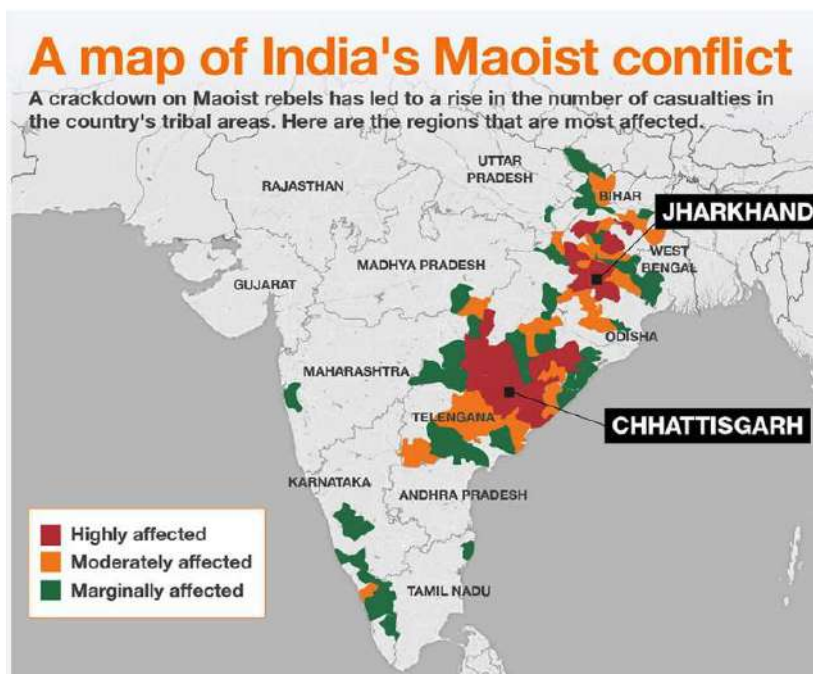 A map of India's Maoist conflict
A crackdown on Maoist rebels has led to a rise in the number of casualties in
the country's tribal areas. Here are the regions that are most affected.
UTTAR
PRADESH
RAJASTHAN
BIHAR
JHARKHAND
WEST
BENGAL
MADHYA PRADESH
GUJARAT
ODISHA
MAHARASHTRA
TELENGANA
CHHATTISGARH
KARNATAKA
ANDHRA PRADESH
Highly affected
Moderately affected
Marginally affected
TAMIL NADU